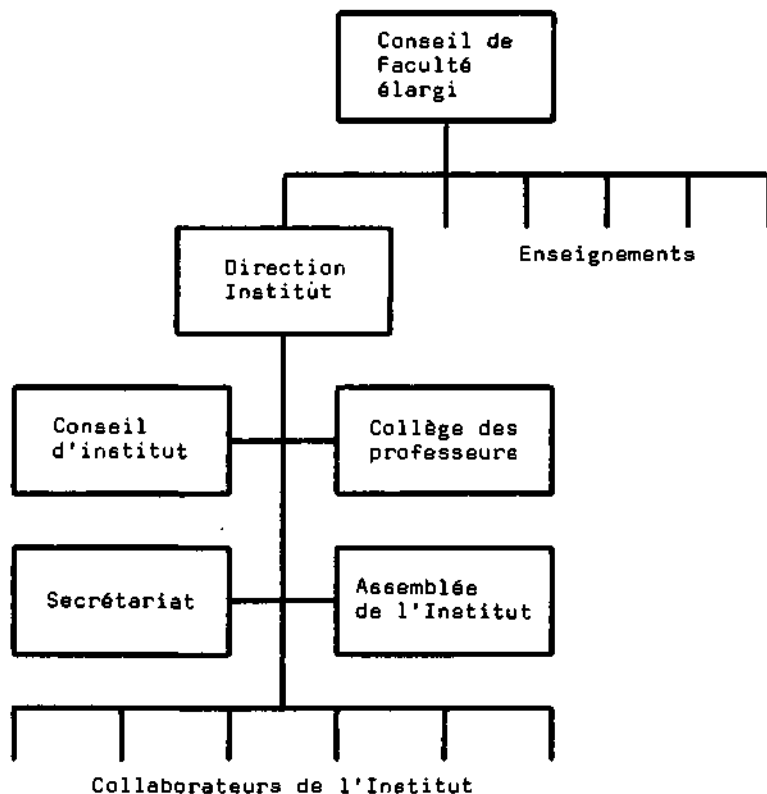 Conseil de
Faculté
élargi
Enseignements
Direction
Institut
Conseil
d'institut
Collège des
professeurs
Secrétariat
Assemblée
de l'Institut
Collaborateurs de l'Institut